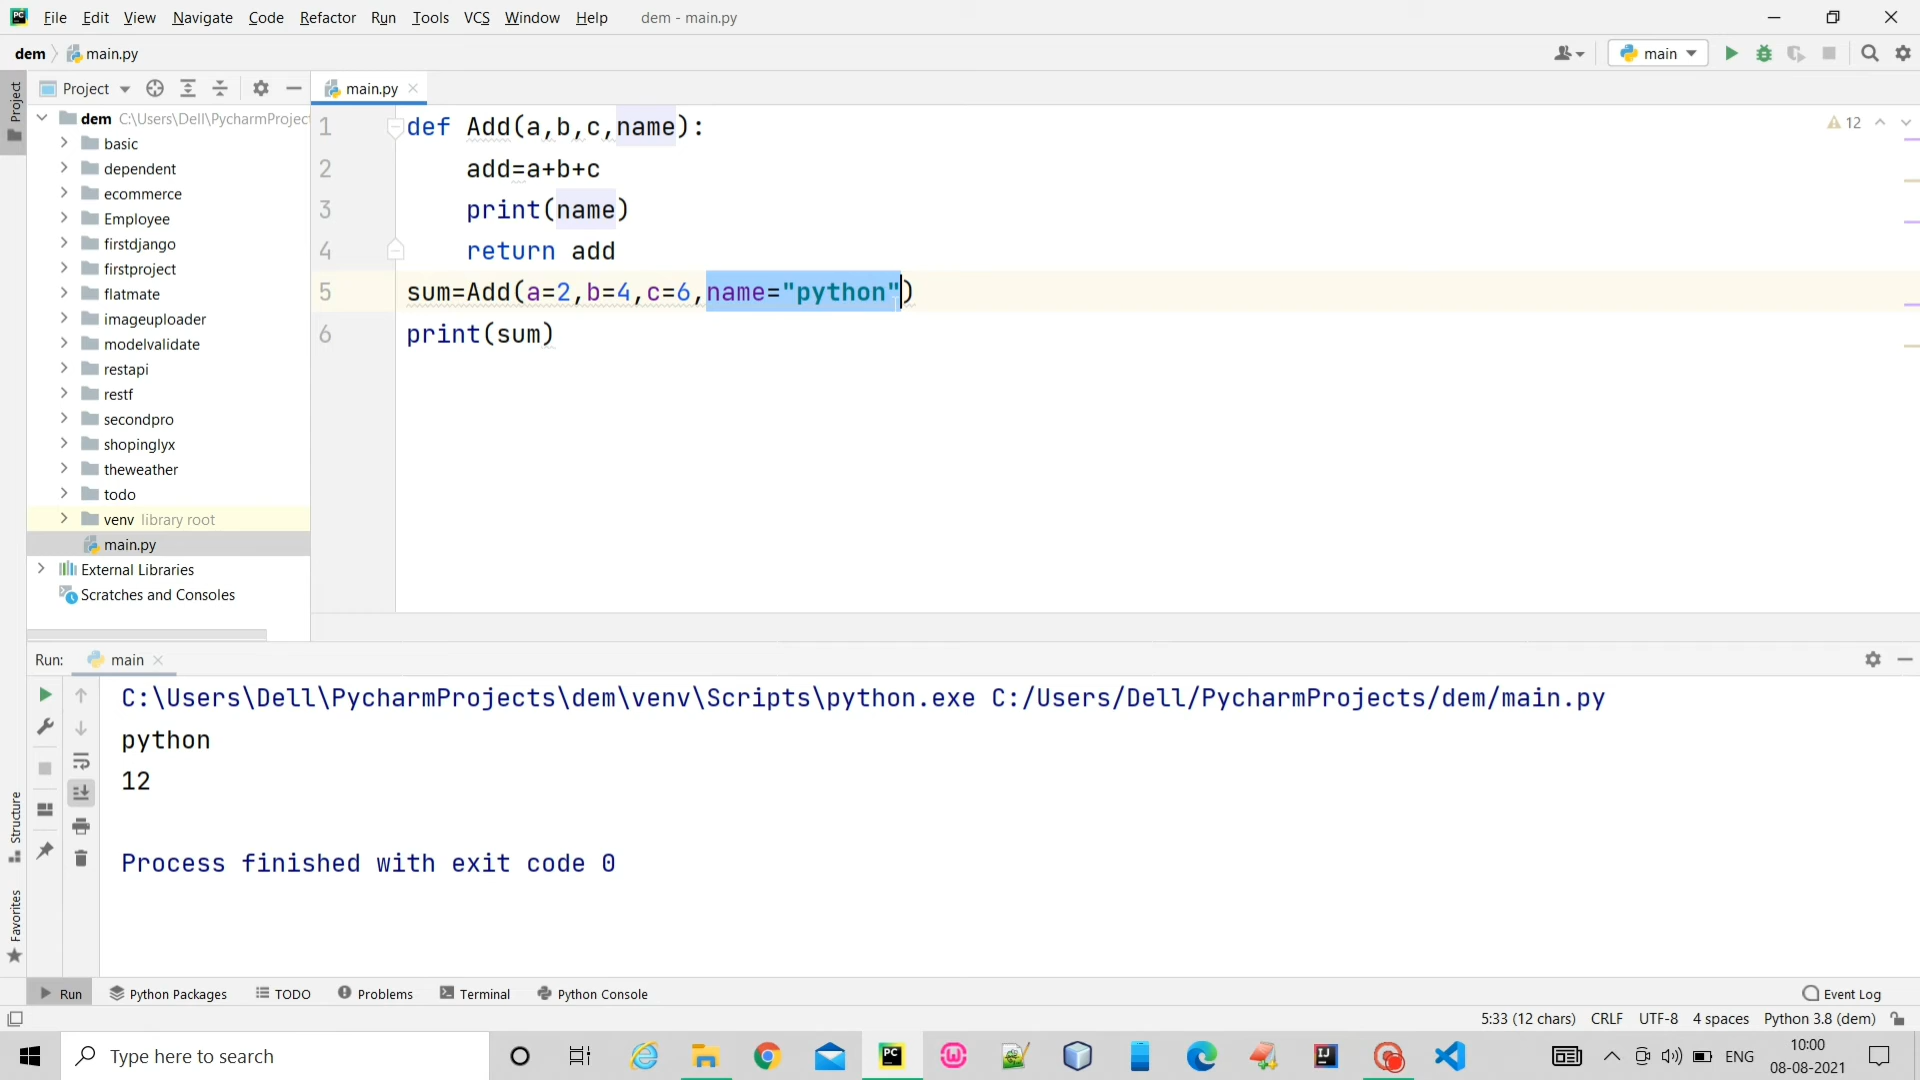 File Edit View Navigate Code Refactor Run Tools VCS Window Help dem - main.py
dem main.py main
Project main.py
Project
dem C:\Users\Dell\PycharmProjec
basic
dependent
ecommerce
Employee
firstdjango
firstproject
flatmate
imageuploader
modelvalidate
restapi
restf
secondpro
shopinglyx
theweather
todo
venv library root
main.py
External Libraries
Scratches and Consoles
1 def Add(a,b,c,name):
2 add=a+b+c
3 print(name)
4 return add
5 sum=Add(a=2,b=4,c=6,name="python")
6 print(sum)
12
Run: main
C:\Users\Dell\PycharmProjects\dem\venv\Scripts\python.exe C:/Users/Dell/PycharmProjects/dem/main.py
python
12
Process finished with exit code 0
Structure
Favorites
Run Python Packages TODO Problems Terminal Python Console Event Log
5:33 (12 chars) CRLF UTF-8 4 spaces Python 3.8 (dem)
Type here to search
PC
IJ
ENG
10:00
08-08-2021